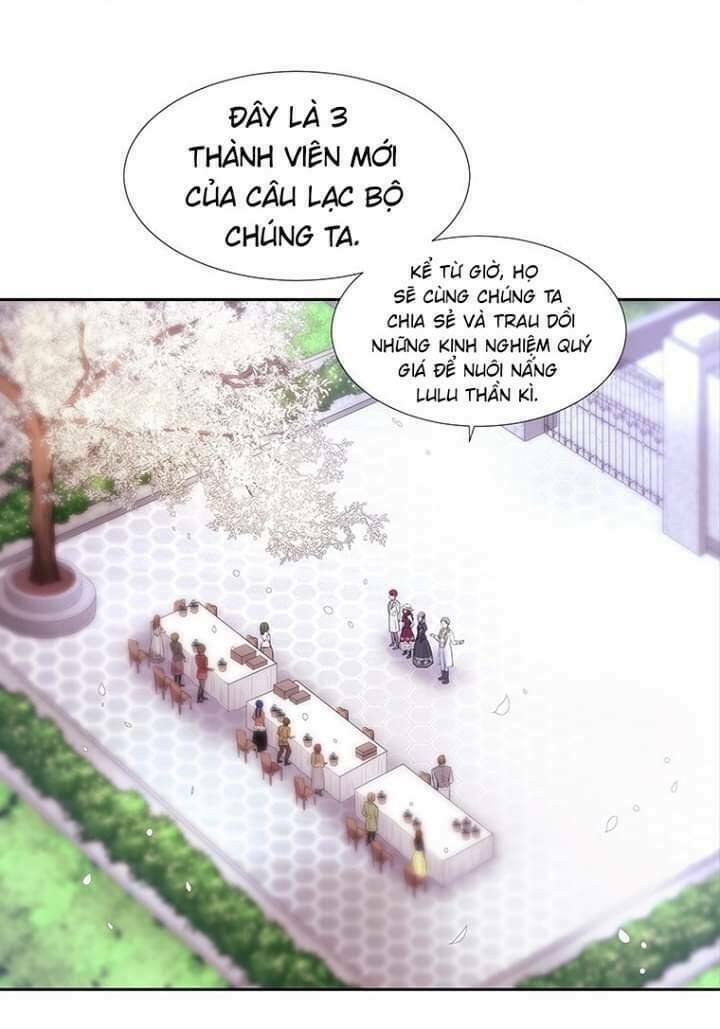 ĐÂY LÀ 3
THÀNH VIÊN MỚI
CỦA CÂU LẠC BỘ
CHÚNG TA.
KỂ TỪ GIỜ, HỌ
SẼ CÙNG CHÚNG TA
CHIA SẺ VÀ TRAU DỒI
NHỮNG KINH NGHIỆM QUÝ
GIÁ ĐỂ NUÔI NẤNG
LULU THẦN KÌ.